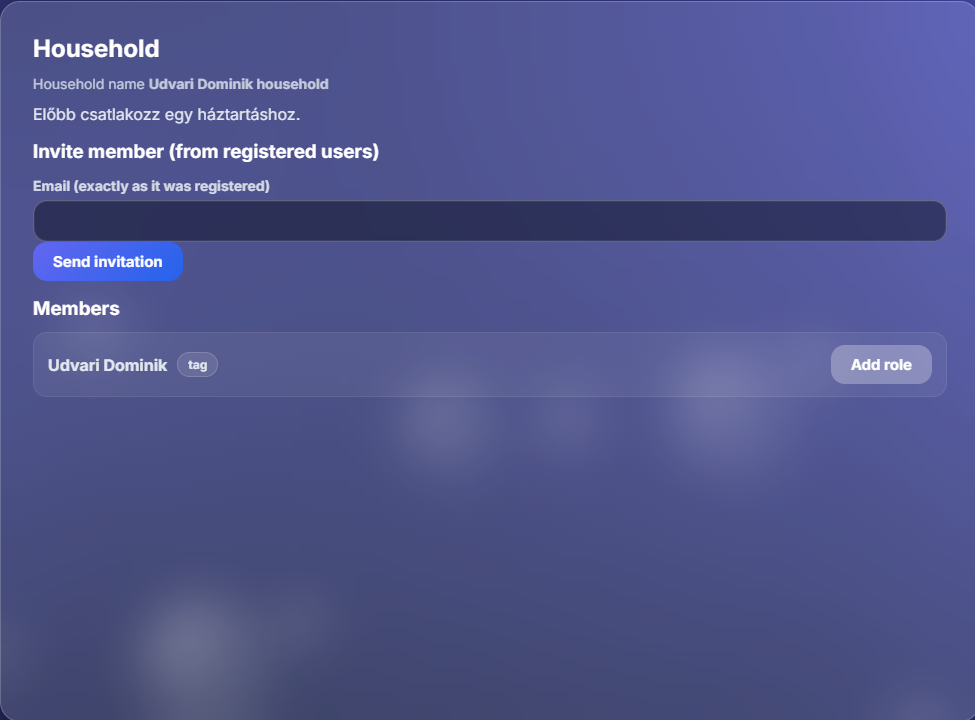 Household
Household name Udvari Dominik household
Előbb csatlakozz egy háztartáshoz.
Invite member (from registered users)
Email (exactly as it was registered)
Send invitation
Members
Udvari Dominik tag Add role